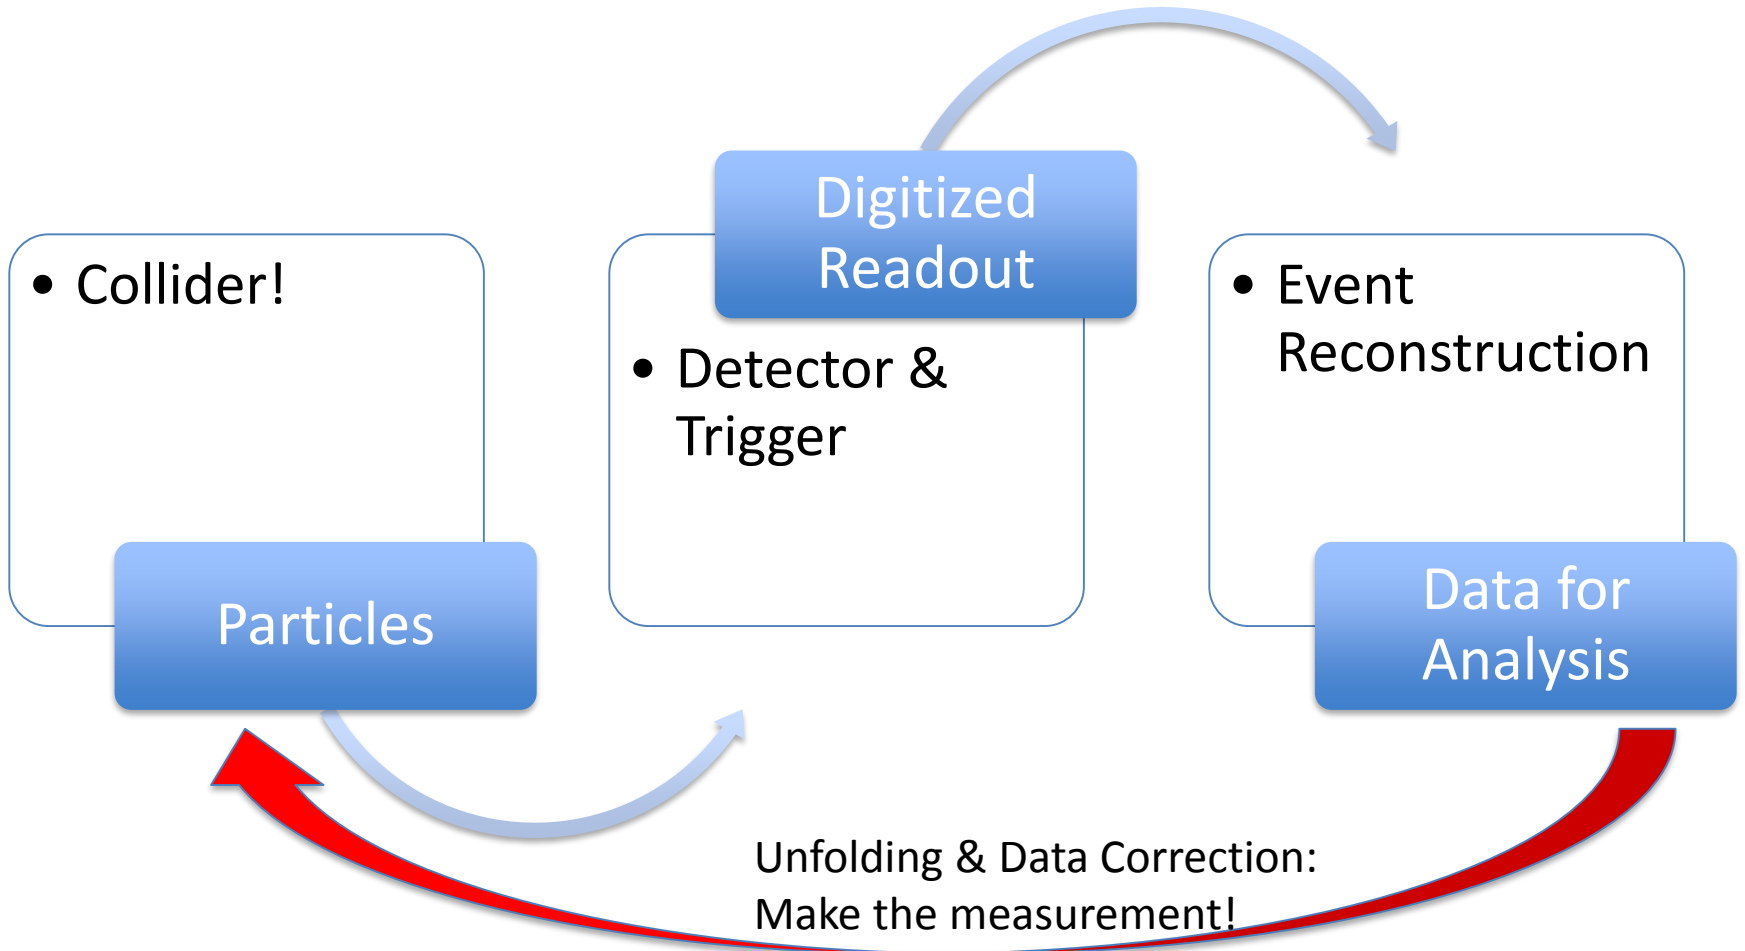 • Collider!
Particles
Digitized
Readout
• Detector &
Trigger
• Event
Reconstruction
Data for
Analysis
Unfolding & Data Correction:
Make the measurement!